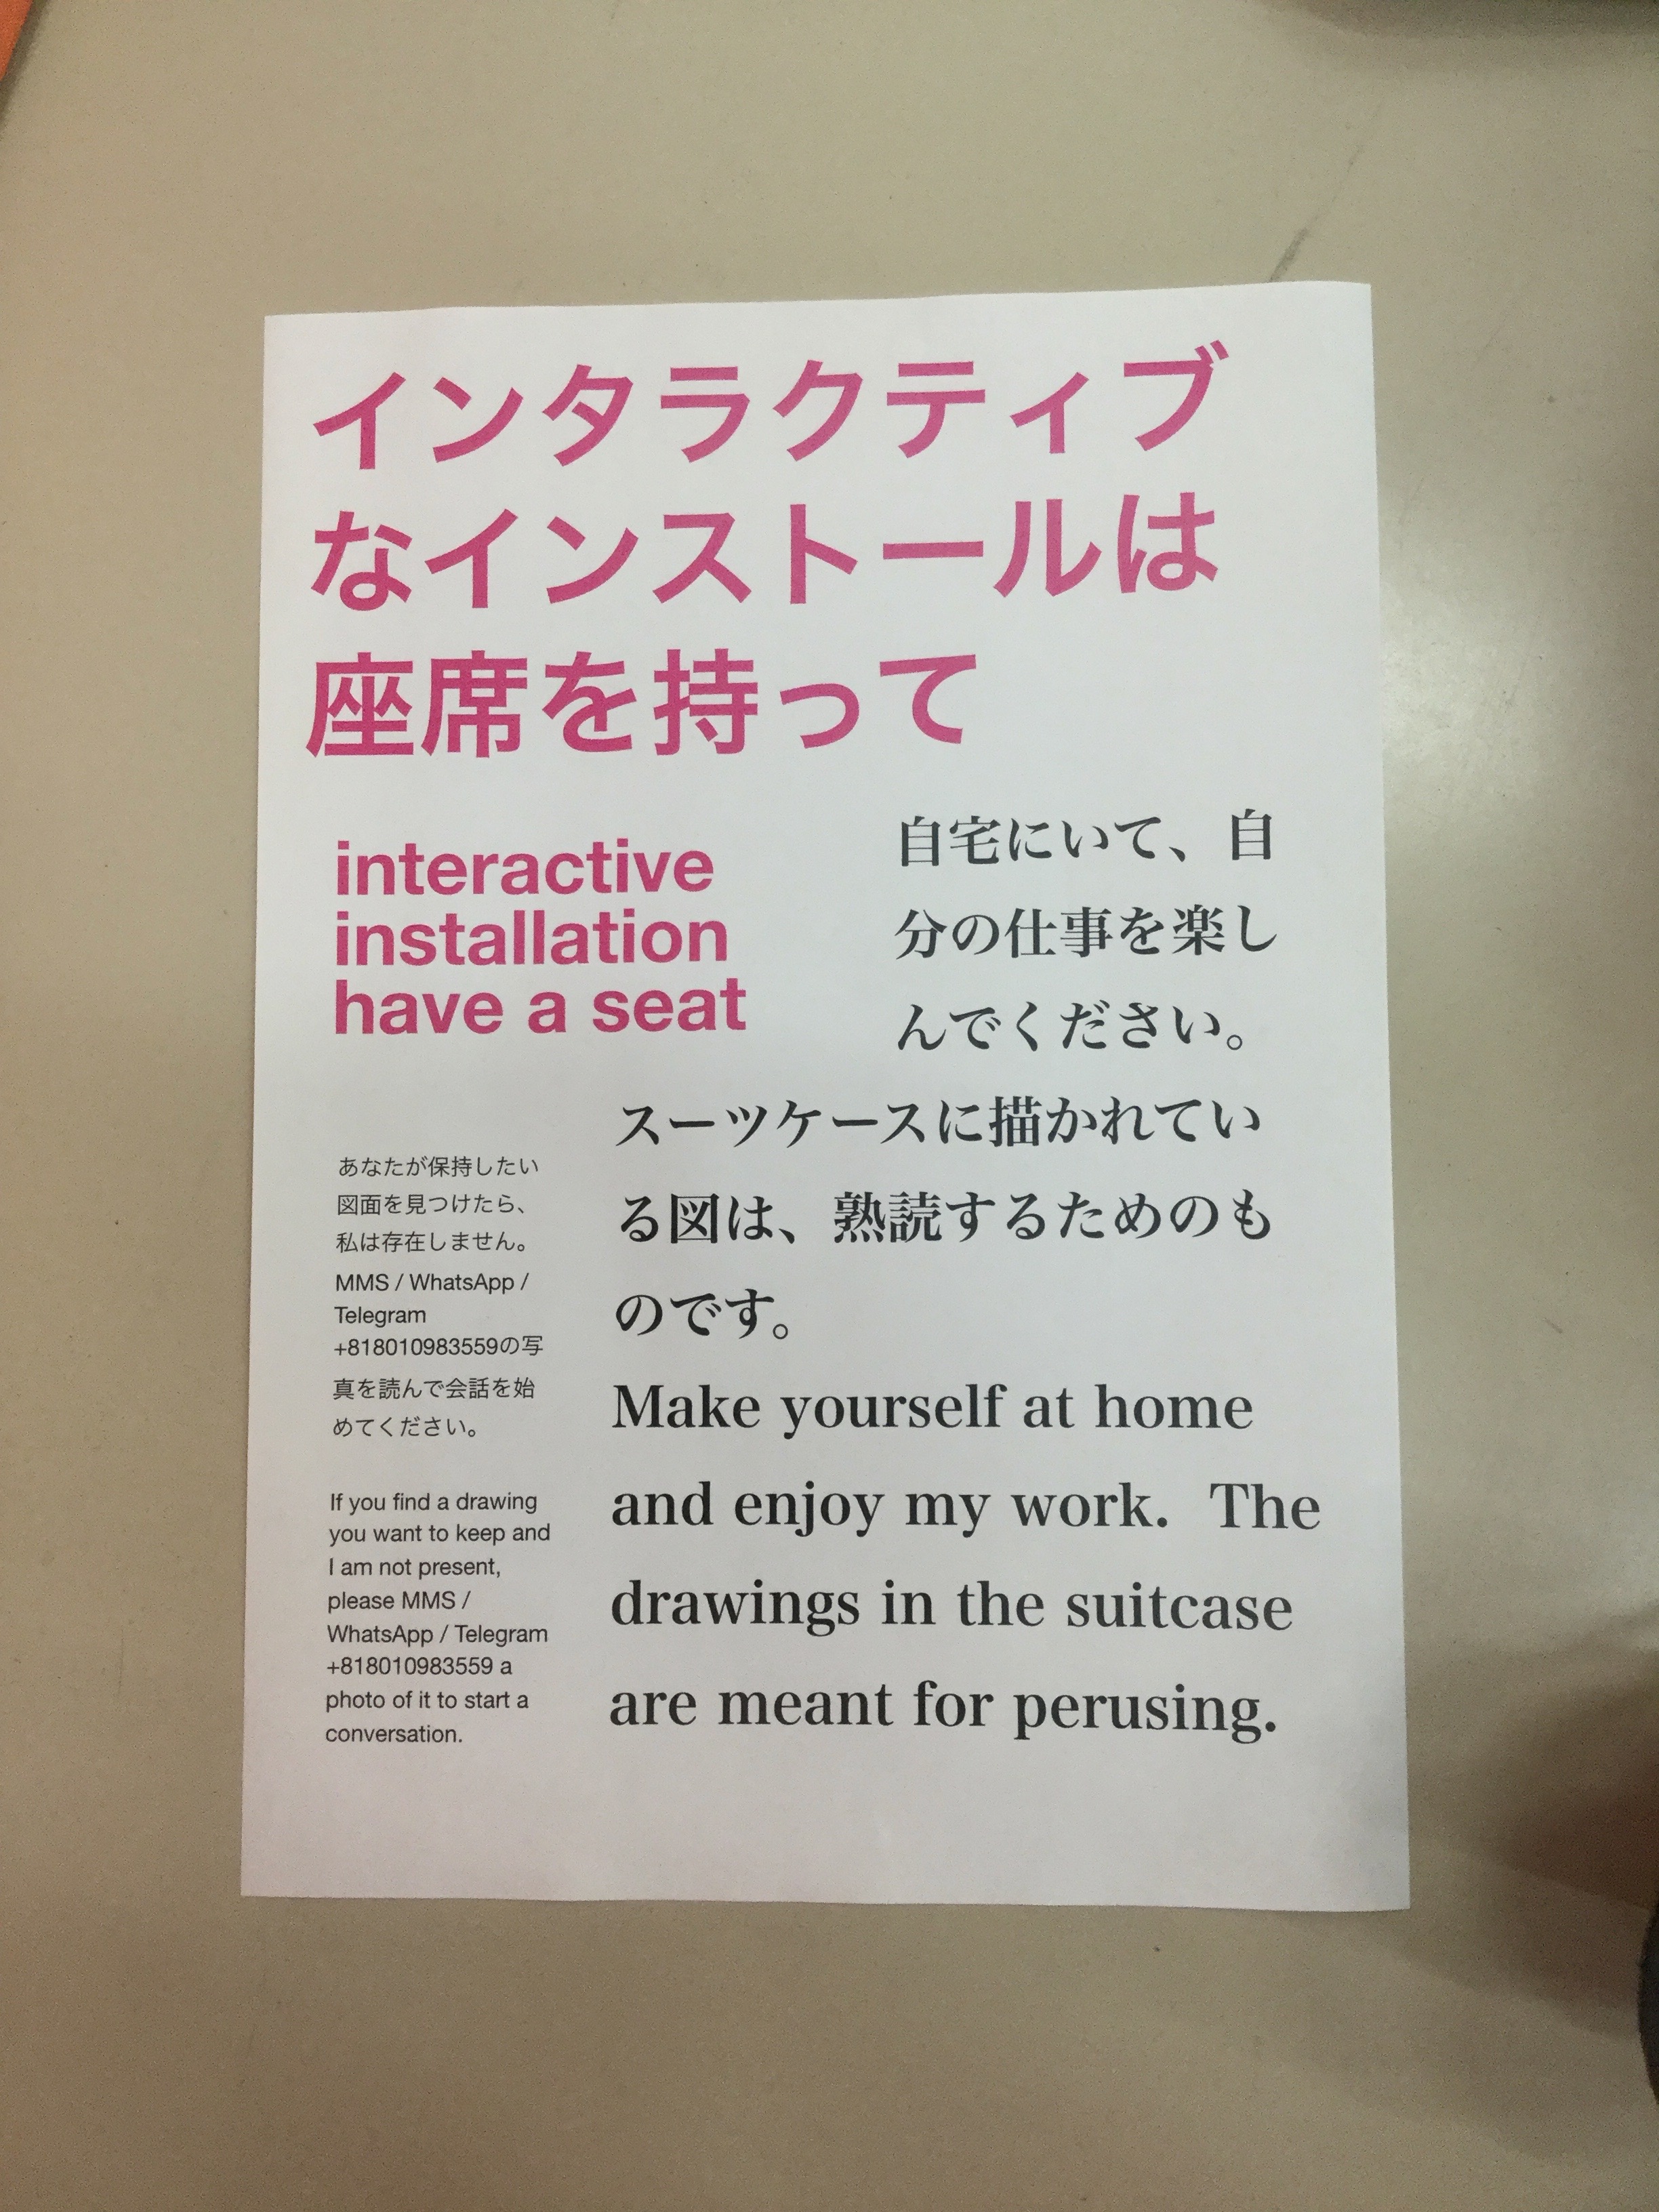 インタラクティブ
なインストールは
座席を持って
interactive
installation
have a seat
自宅にいて、自
分の仕事を楽し
んでください。
スーツケースに描かれてい
る図は、熟読するためのも
のです。
Make yourself at home
and enjoy my work.  The
drawings in the suitcase
are meant for perusing.
あなたが保持したい
図面を見つけたら、
私は存在しません。
MMS / WhatsApp /
Telegram
+818010983559の写
真を読んで会話を始
めてください。
If you find a drawing
you want to keep and
I am not present,
please MMS /
WhatsApp / Telegram
+818010983559 a
photo of it to start a
conversation.